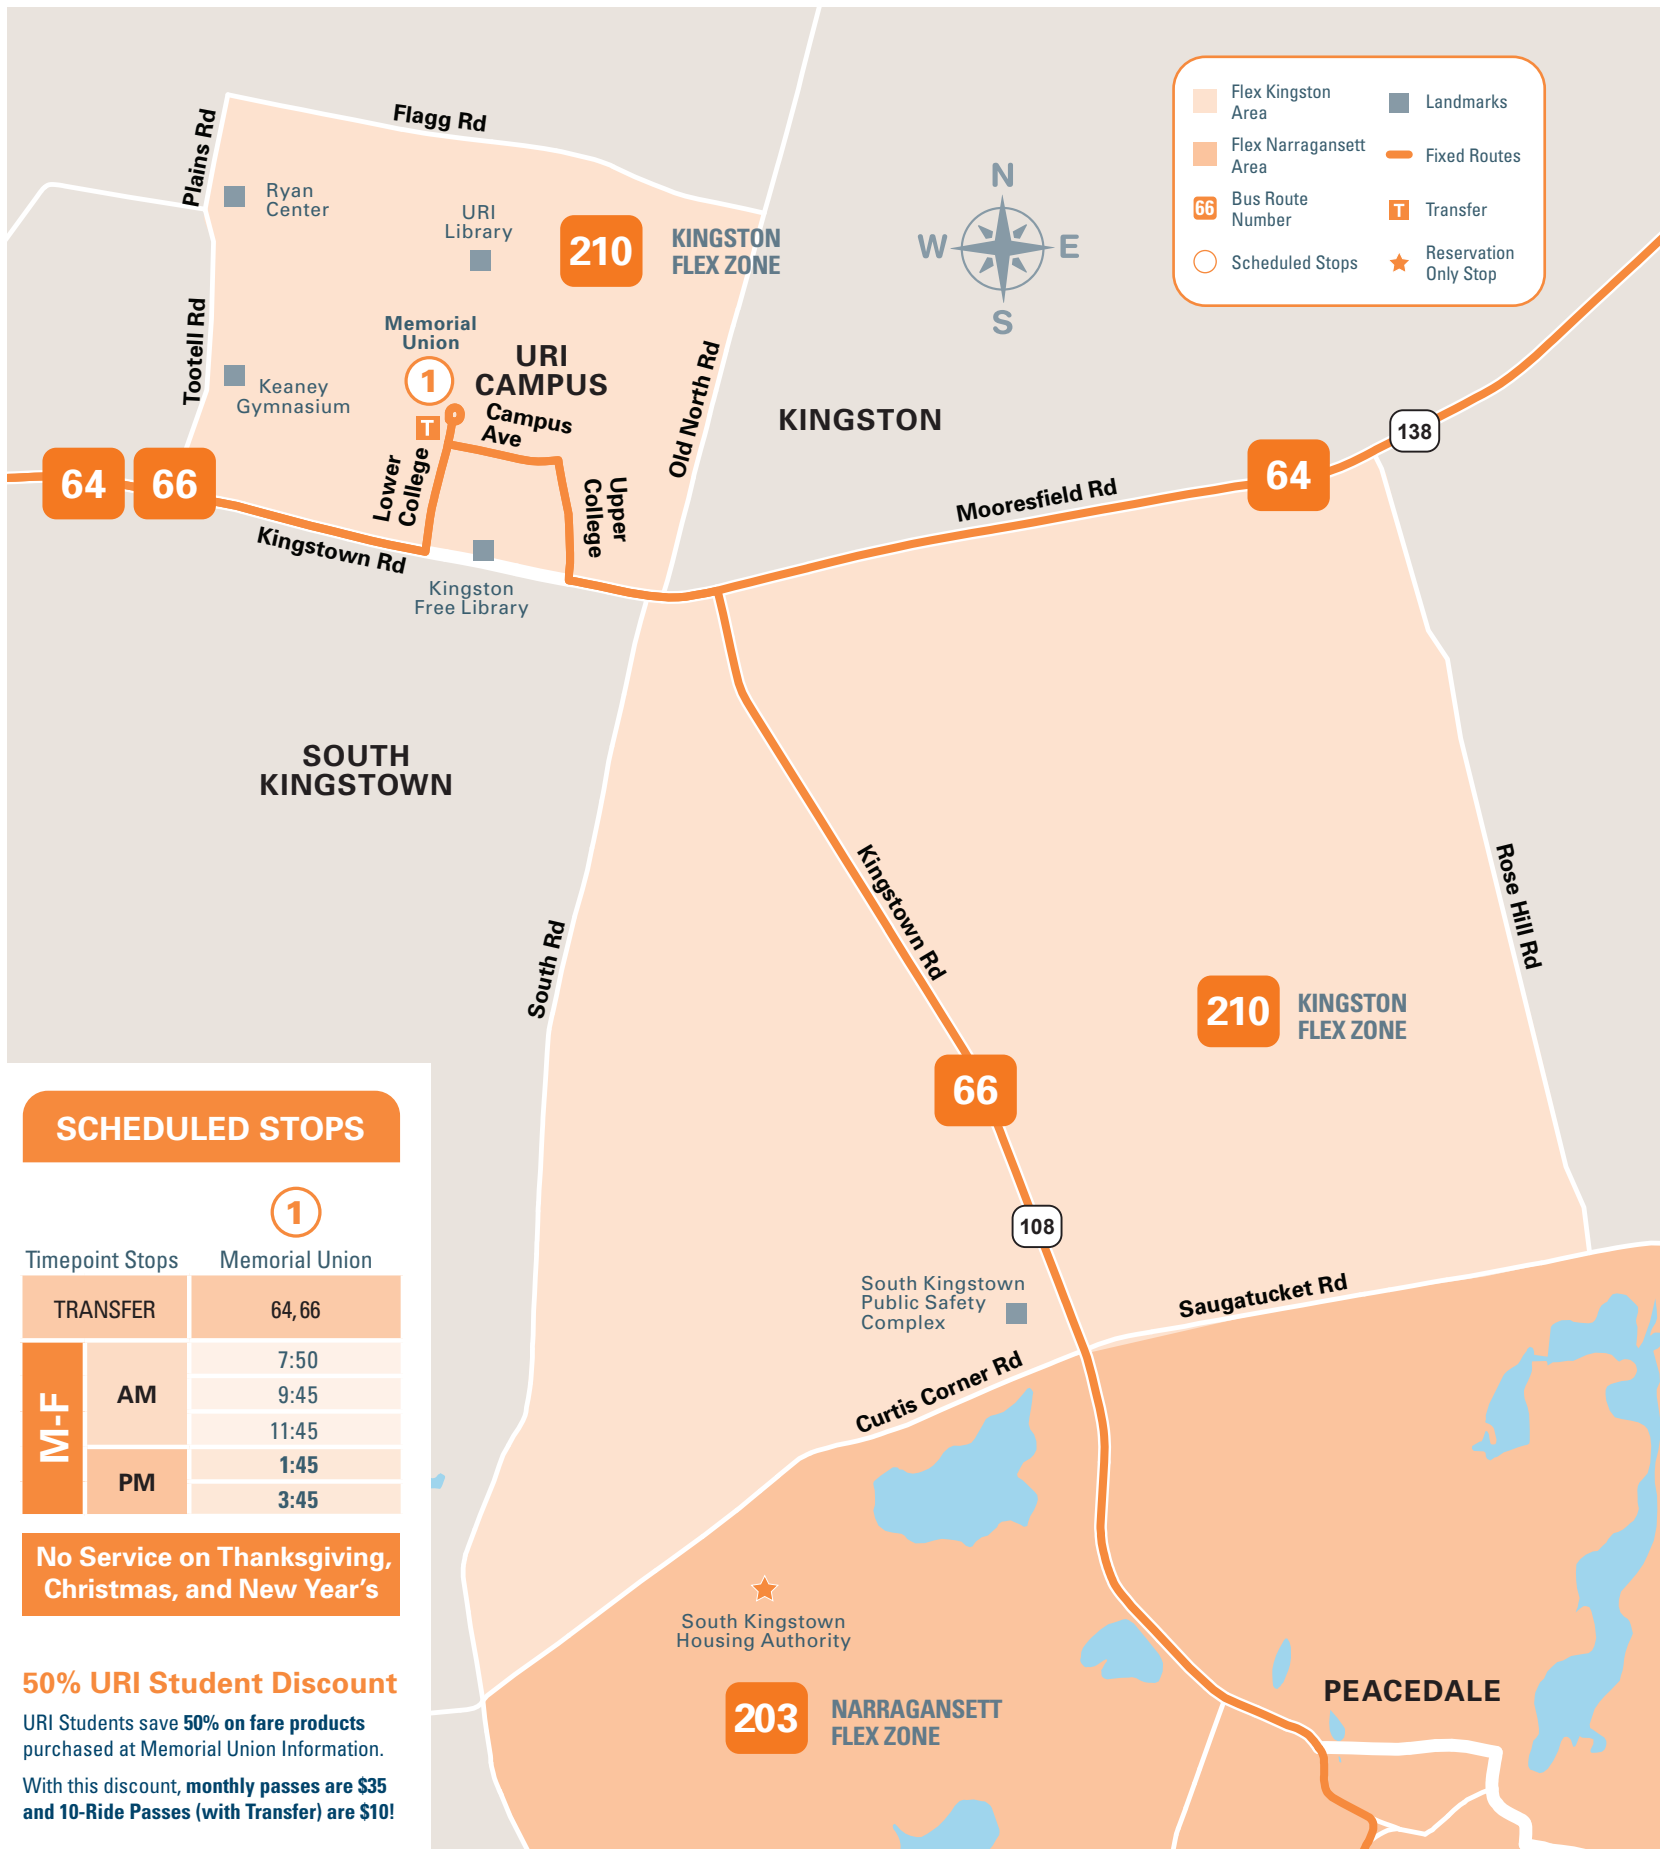 Flex Kingston
Area
Flex Narragansett
Area
66
Bus Route
Number
Scheduled Stops
Landmarks
Fixed Routes
T
Transfer
Reservation
Only Stop
Plains Rd
Flagg Rd
Ryan
Center
URI
Library
210
KINGSTON
FLEX ZONE
N
W
E
S
Tootell Rd
Memorial
Union
1
URI
CAMPUS
Keaney
Gymnasium
T
Campus
Ave
Old North Rd
KINGSTON
138
64
66
Lower
College
Upper
College
Mooresfield Rd
64
Kingstown Rd
Kingston
Free Library
SOUTH
KINGSTOWN
Kingstown Rd
Rose Hill Rd
South Rd
210
KINGSTON
FLEX ZONE
66
108
South Kingstown
Public Safety
Complex
Saugatucket Rd
Curtis Corner Rd
South Kingstown
Housing Authority
203
NARRAGANSETT
FLEX ZONE
PEACEDALE
SCHEDULED STOPS
1
Timepoint Stops
Memorial Union
TRANSFER
64, 66
M-F
AM
7:50
9:45
11:45
PM
1:45
3:45
No Service on Thanksgiving,
Christmas, and New Year's
50% URI Student Discount
URI Students save 50% on fare products
purchased at Memorial Union Information.
With this discount, monthly passes are $35
and 10-Ride Passes (with Transfer) are $10!